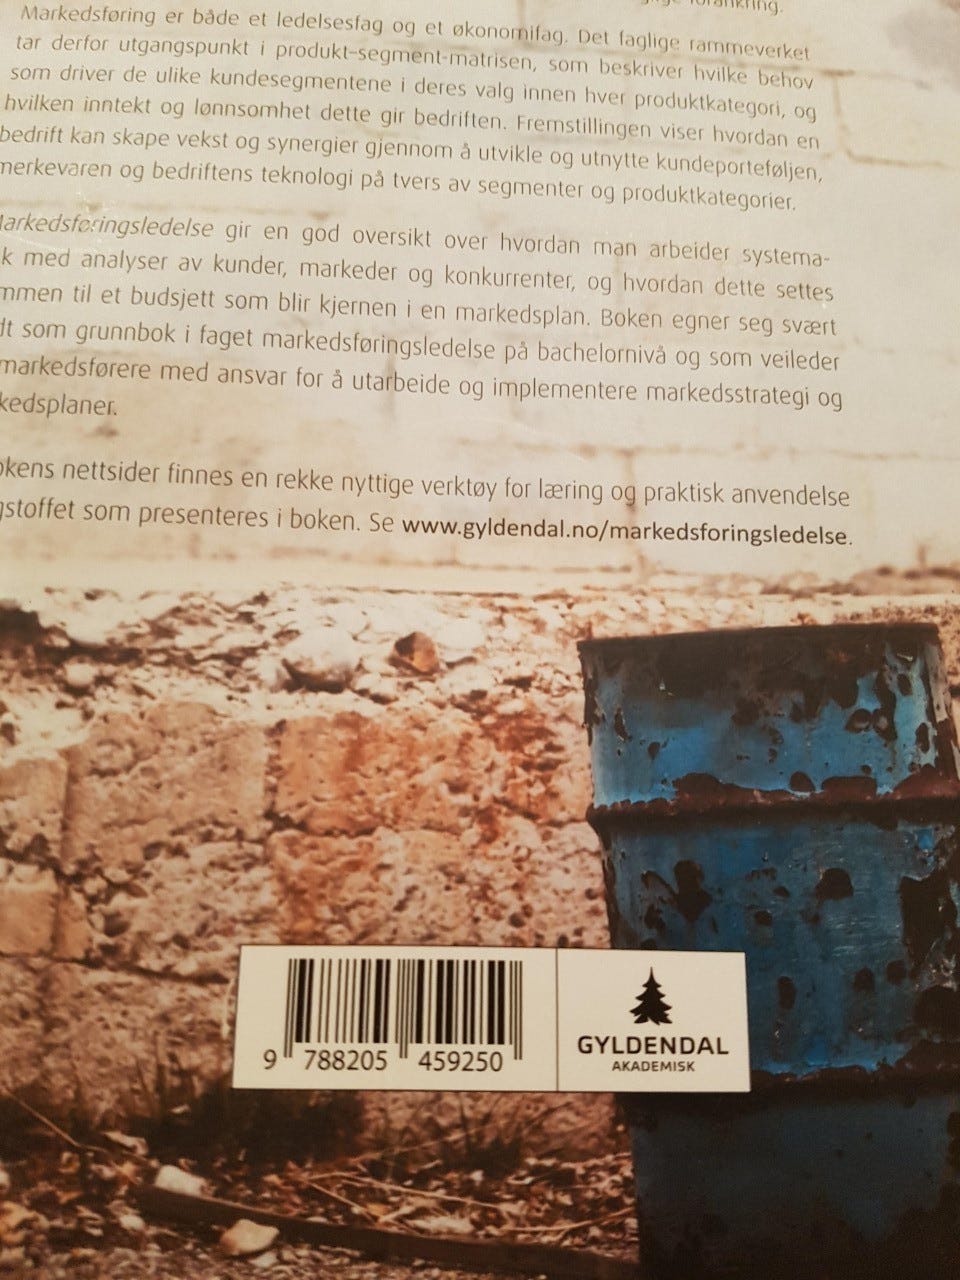 forankring.
Markedsføring er både et ledelsesfag og et økonomifag. Det faglige rammeverket
tar derfor utgangspunkt i produkt-segment-matrisen, som beskriver hvilke behov
som driver de ulike kundesegmentene i deres valg innen hver produktkategori, og
hvilken inntekt og lønnsomhet dette gir bedriften. Fremstillingen viser hvordan en
bedrift kan skape vekst og synergier gjennom å utvikle og utnytte kundeporteføljen,
merkevaren og bedriftens teknologi på tvers av segmenter og produktkategorier.
arkedsføringsledelse gir en god oversikt over hvordan man arbeider systema-
k med analyser av kunder, markeder og konkurrenter, og hvordan dette settes
mmen til et budsjett som blir kjernen i en markedsplan. Boken egner seg svært
dt som grunnbok i faget markedsføringsledelse på bachelornivå og som veileder
markedsførere med ansvar for å utarbeide og implementere markedsstrategi og
kedsplaner.
okens nettsider finnes en rekke nyttige verktøy for læring og praktisk anvendelse
gstoffet som presenteres i boken. Se www.gyldendal.no/markedsforingsledelse.
9 788205 459250
GYLDENDAL
AKADEMISK